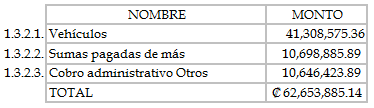 NOMBRE MONTO
1.3.2.1. Vehículos 41,308,575.36
1.3.2.2. Sumas pagadas de más 10,698,885.89
1.3.2.3. Cobro administrativo Otros 10,646,423.89
TOTAL ₡ 62,653,885.14